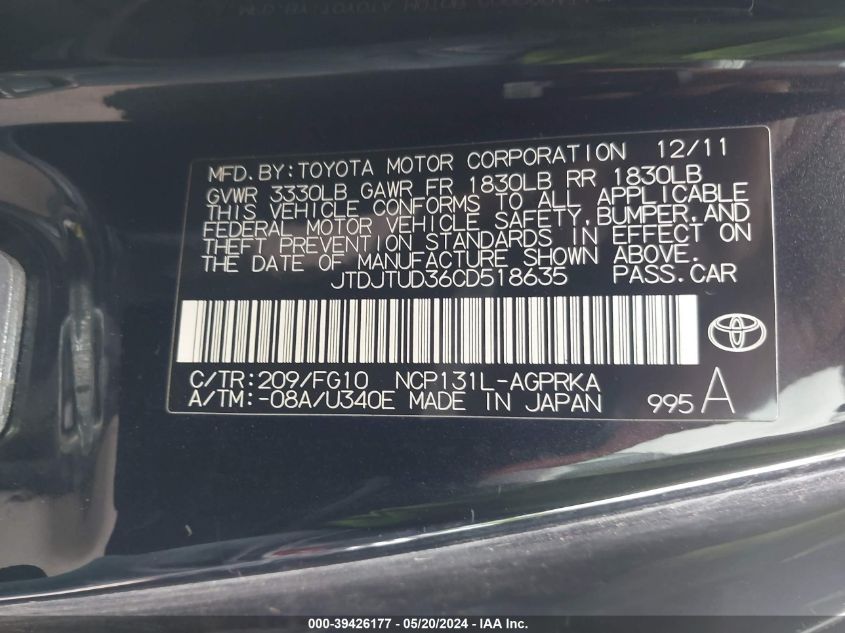 MFD. BY: TOYOTA MOTOR CORPORATION 12/11
GVWR 3330LB GAWR FR 1830LB RR 1830LB
THIS VEHICLE CONFORMS TO ALL APPLICABLE
FEDERAL MOTOR VEHICLE SAFETY, BUMPER, AND
THEFT PREVENTION STANDARDS IN EFFECT ON
THE DATE OF MANUFACTURE SHOWN ABOVE.
JTDJTUD36CD518635 PASS. CAR
C/TR: 209/FG10 NCP131L-AGPRKA
A/TM: -08A/U340E MADE IN JAPAN 995 A
000-39426177 - 05/20/2024 - IAA Inc.